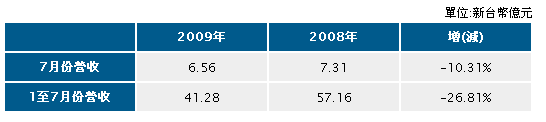 單位:新台幣億元
2009年 2008年 增(減)
7月份營收 6.56 7.31 -10.31%
1至7月份營收 41.28 57.16 -26.81%